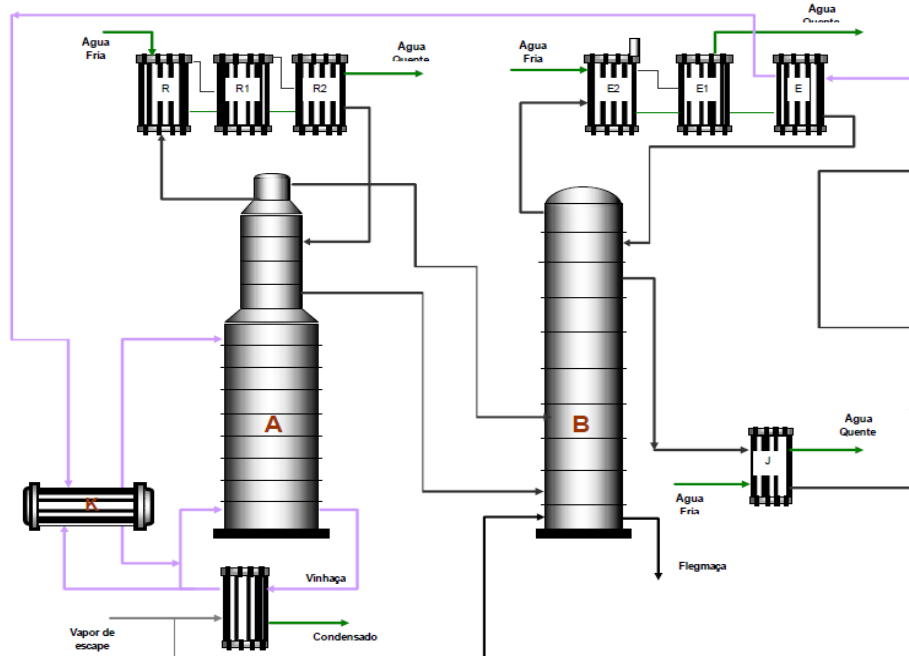 Agua
Quente
Agua
Fria
Agua
Quente
Agua
Fria
R
R1
R2
E2
E1
E
A
B
K
J
Agua
Quente
Agua
Fria
Vinhaça
Flegmaça
Vapor de
escape
Condensado